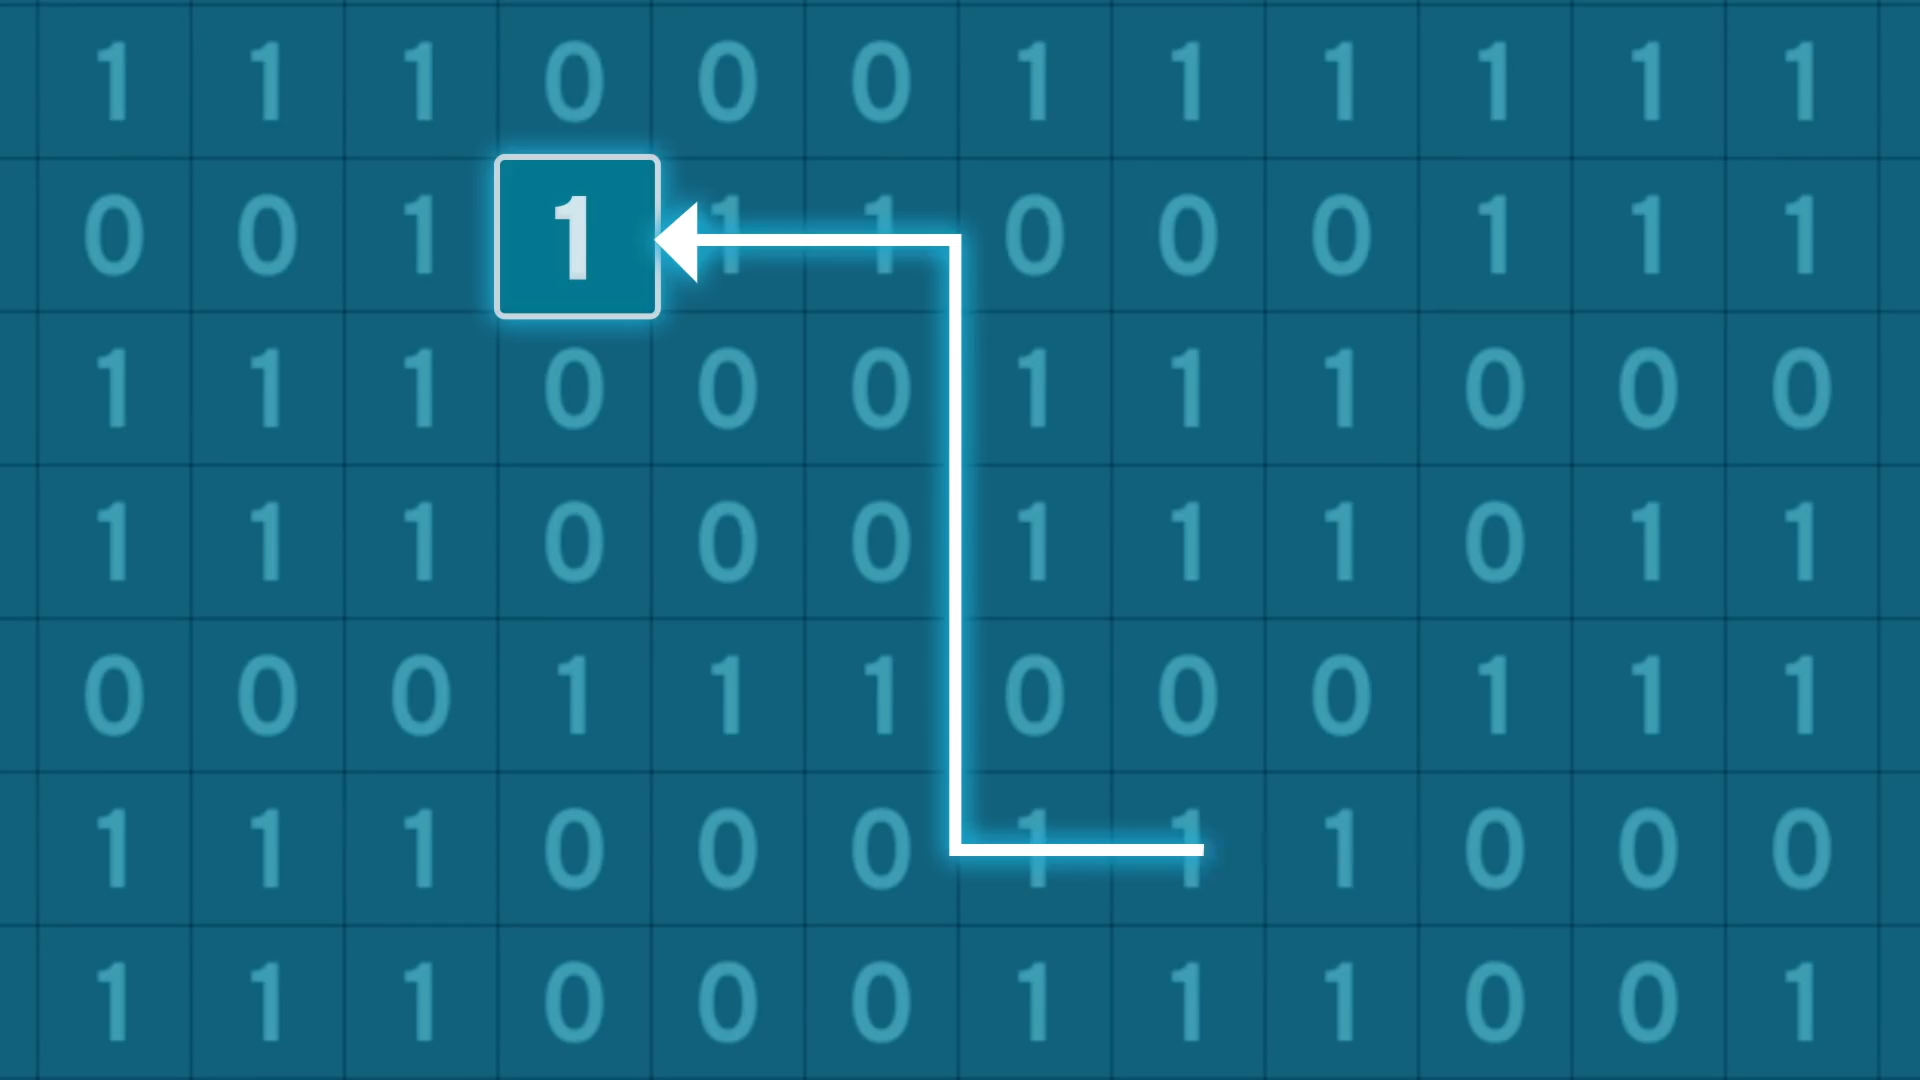 1 1 1 0 0 0 1 1 1 1 1 1
0 0 1 1 1 1 0 0 0 1 1 1
1 1 1 0 0 0 1 1 1 0 0 0
1 1 1 0 0 0 1 1 1 0 1 1
0 0 0 1 1 1 0 0 0 1 1 1
1 1 1 0 0 0 1 1 1 0 0 0
1 1 1 0 0 0 1 1 1 0 0 1